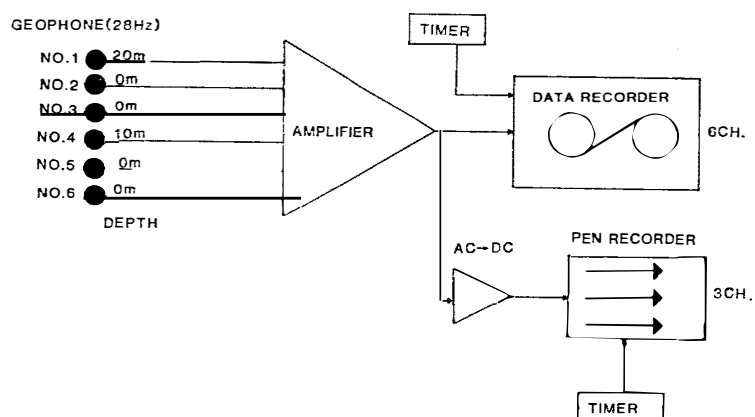 GEOPHONE(28Hz)
NO.1 20m
NO.2 0m
NO.3 0m
NO.4 10m
NO.5 0m
NO.6 0m
DEPTH
AMPLIFIER
TIMER
DATA RECORDER
6CH.
AC→DC
PEN RECORDER
3CH.
TIMER